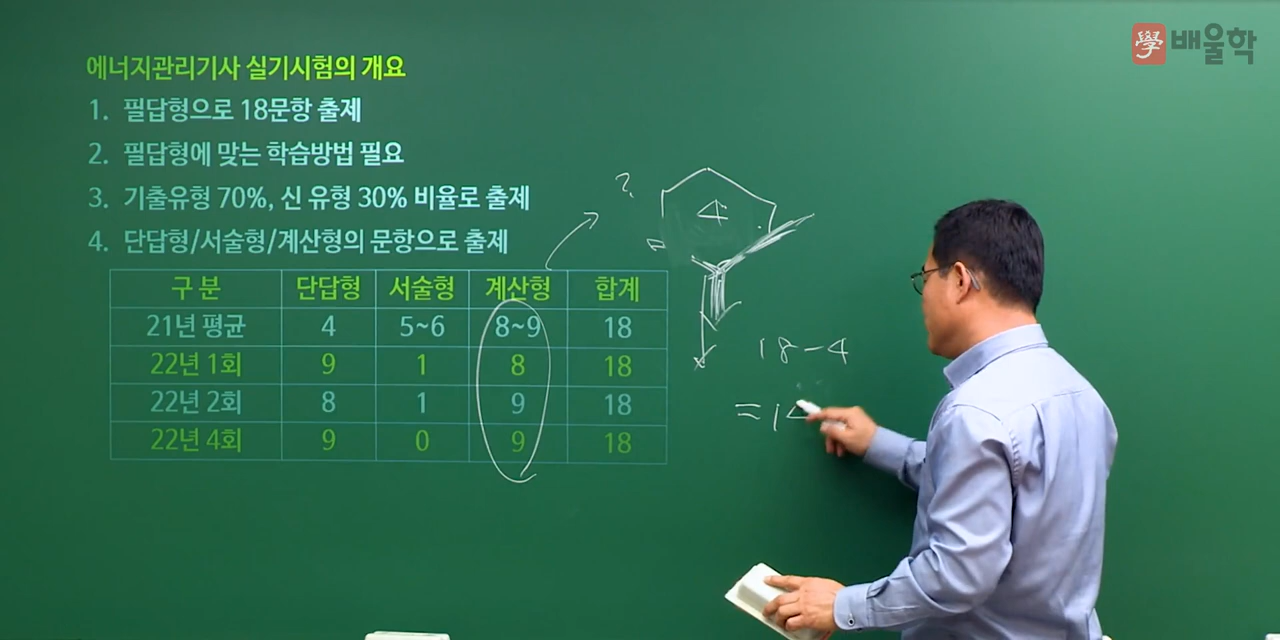 學 배울학
에너지관리기사 실기시험의 개요
1. 필답형으로 18문항 출제
2. 필답형에 맞는 학습방법 필요
3. 기출유형 70%, 신 유형 30% 비율로 출제
4. 단답형/서술형/계산형의 문항으로 출제
구 분 단답형 서술형 계산형 합계
21년 평균 4 5~6 8~9 18
22년 1회 9 1 8 18
22년 2회 8 1 9 18
22년 4회 9 0 9 18
?
4
18-4
=14